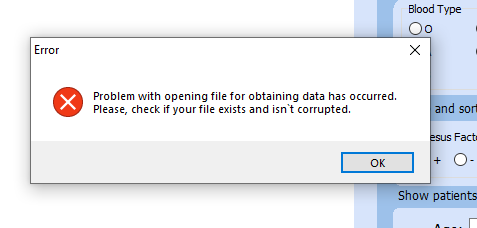 Blood Type
O
Error
Problem with opening file for obtaining data has occurred.
Please, check if your file exists and isn`t corrupted.
and sort
esus Facto
+ -
OK
Show patients